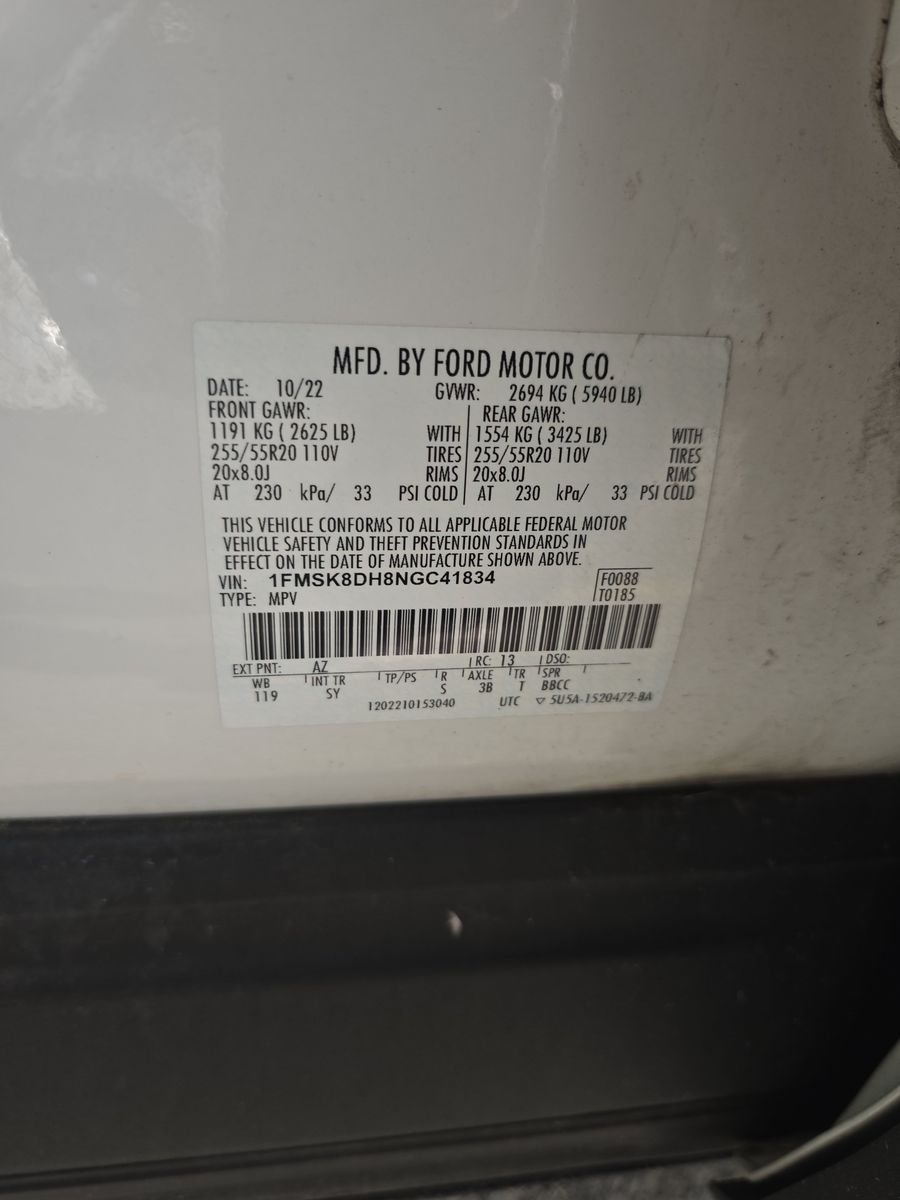 MFD. BY FORD MOTOR CO.
DATE: 10/22 GVWR: 2694 KG ( 5940 LB)
FRONT GAWR: REAR GAWR:
1191 KG ( 2625 LB) WITH 1554 KG ( 3425 LB) WITH
255/55R20 110V TIRES 255/55R20 110V TIRES
20x8.0J RIMS 20x8.0J RIMS
AT 230 kPa/ 33 PSI COLD AT 230 kPa/ 33 PSI COLD
THIS VEHICLE CONFORMS TO ALL APPLICABLE FEDERAL MOTOR
VEHICLE SAFETY AND THEFT PREVENTION STANDARDS IN
EFFECT ON THE DATE OF MANUFACTURE SHOWN ABOVE.
VIN: 1FMSK8DH8NGC41834 F0088
TYPE: MPV T0185
EXT PNT: AZ RC: 13 DSO:
WB INT TR TP/PS R AXLE TR SPR
119 SY S 3B T BBCC
1202210153040 UTC ▽ 5U5A-1520472-BA